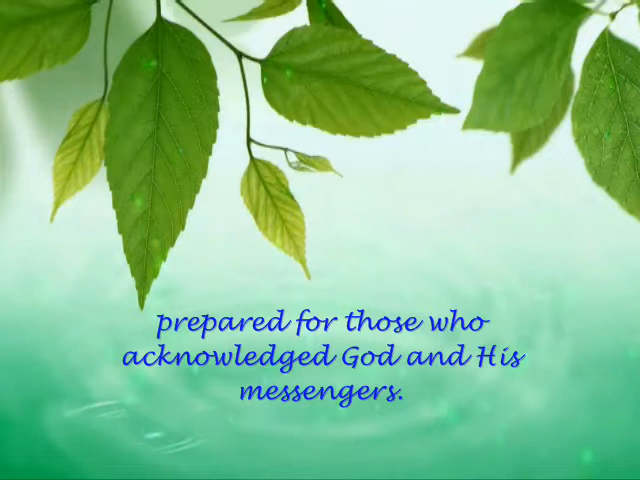 prepared for those who
acknowledged God and His
messengers.